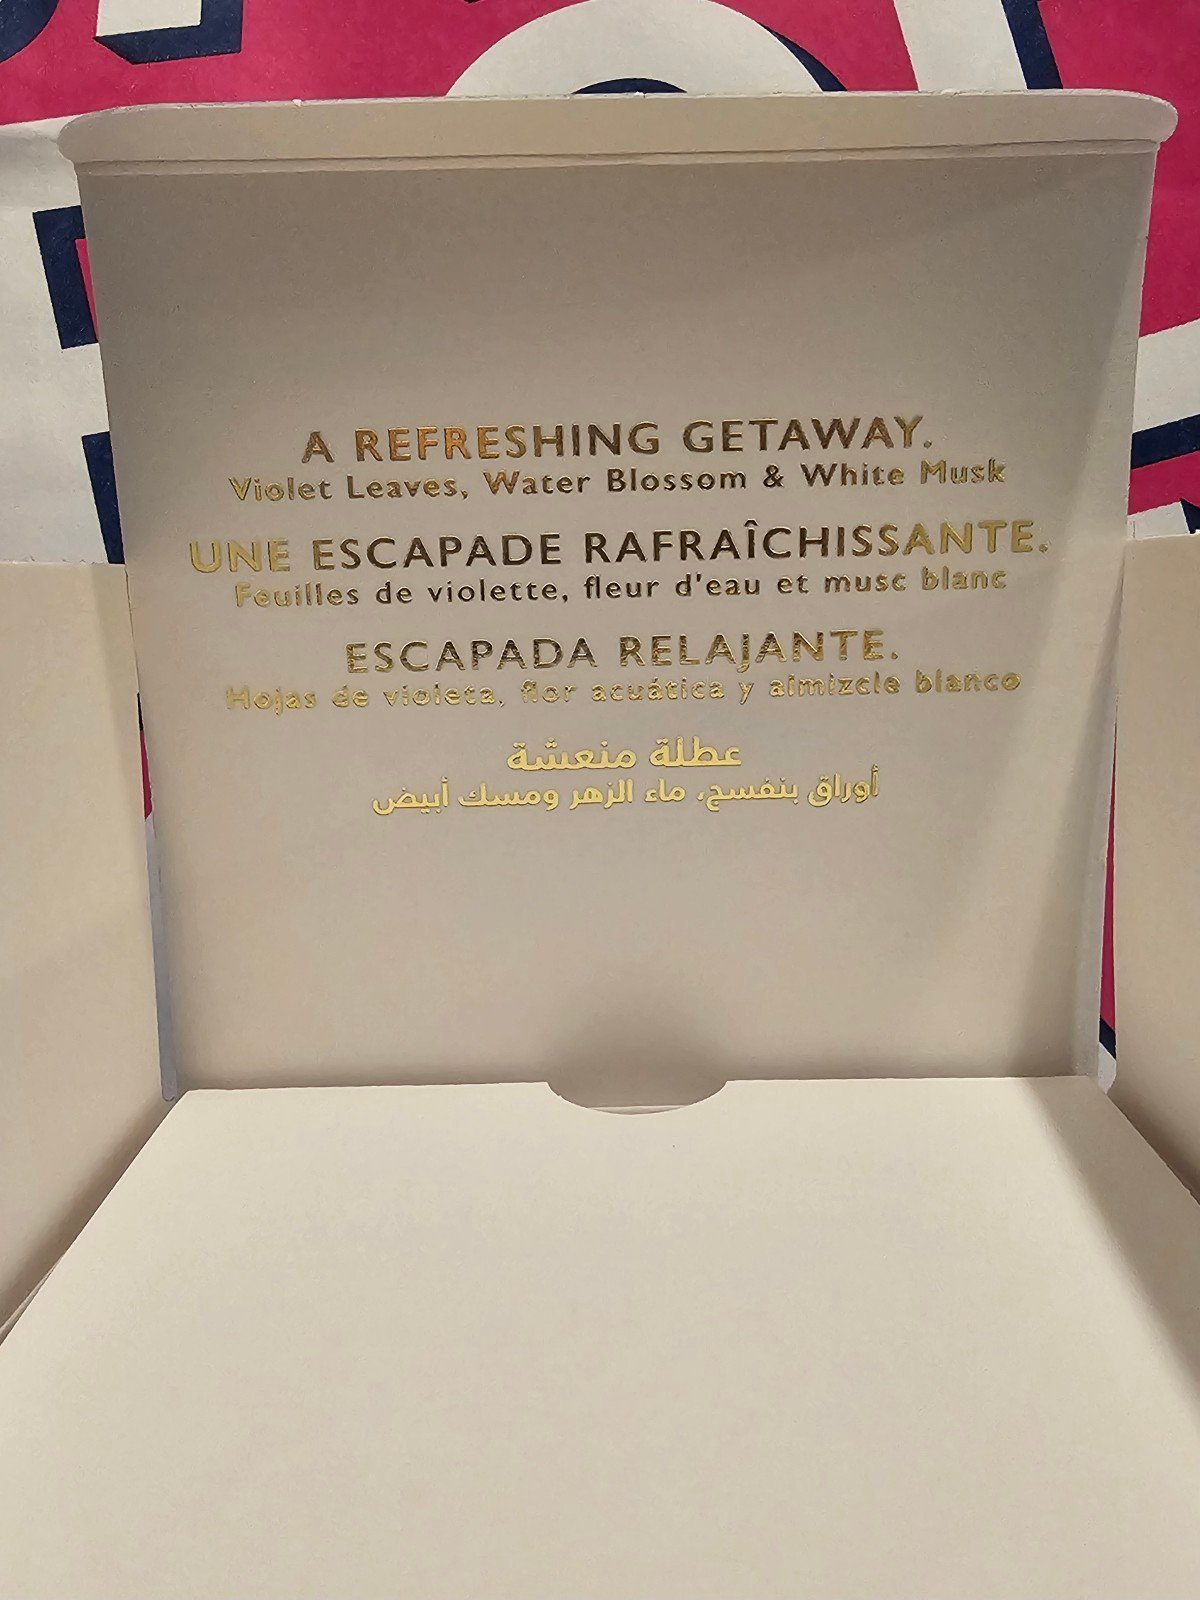 A REFRESHING GETAWAY.
Violet Leaves, Water Blossom & White Musk
UNE ESCAPADE RAFRAÎCHISSANTE.
Feuilles de violette, fleur d'eau et musc blanc
ESCAPADA RELAJANTE.
Hojas de violeta, flor acuática y almizcle blanco
عطلة منعشة
أوراق بنفسج، ماء الزهر ومسك أبيض